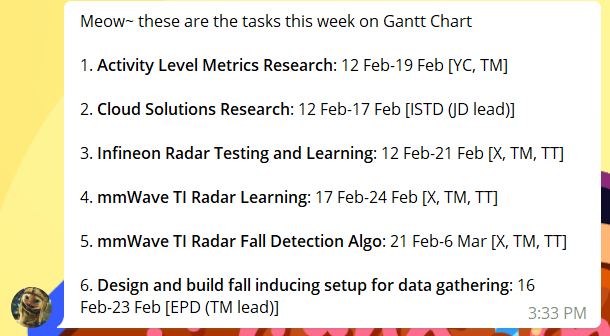 Meow~ these are the tasks this week on Gantt Chart
1. Activity Level Metrics Research: 12 Feb-19 Feb [YC, TM]
2. Cloud Solutions Research: 12 Feb-17 Feb [ISTD (JD lead)]
3. Infineon Radar Testing and Learning: 12 Feb-21 Feb [X, TM, TT]
4. mmWave TI Radar Learning: 17 Feb-24 Feb [X, TM, TT]
5. mmWave TI Radar Fall Detection Algo: 21 Feb-6 Mar [X, TM, TT]
6. Design and build fall inducing setup for data gathering: 16
Feb-23 Feb [EPD (TM lead)]
3:33 PM